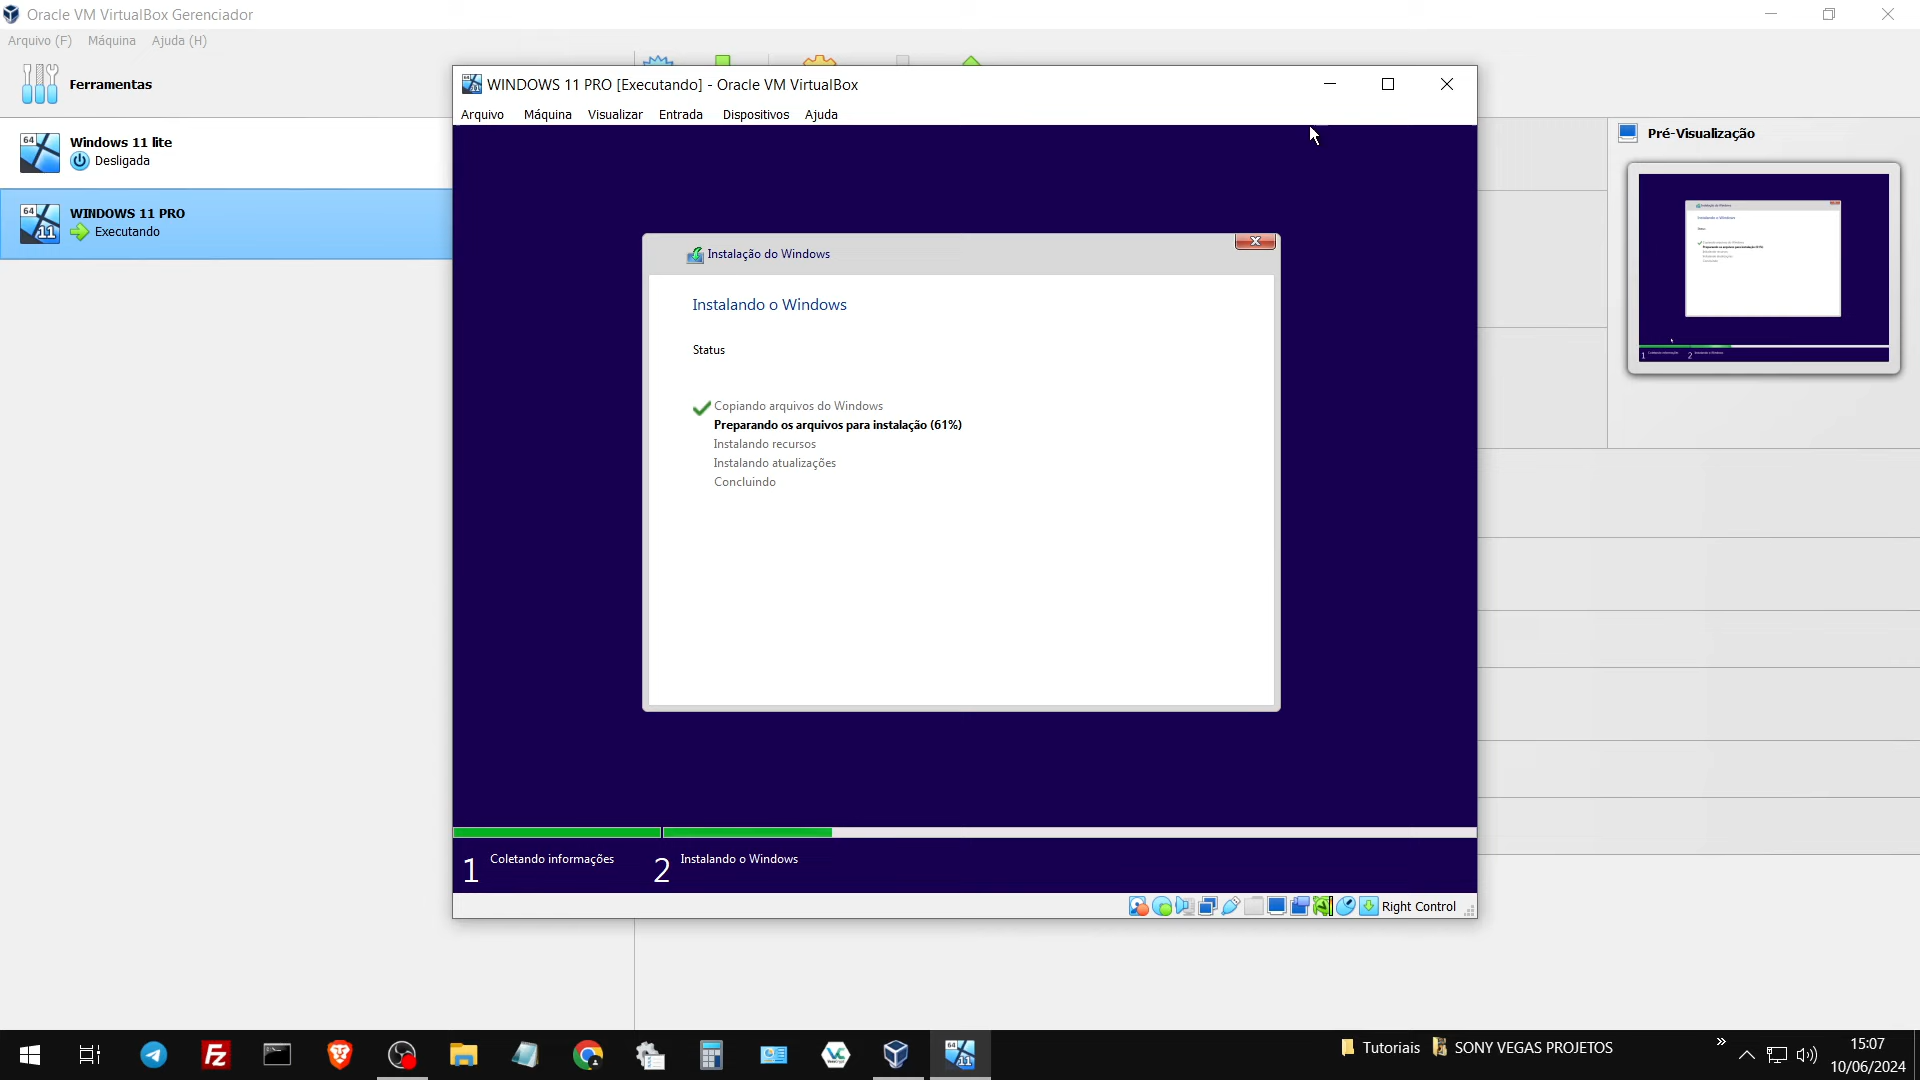 Oracle VM VirtualBox Gerenciador
Arquivo (F) Máquina Ajuda (H)
Ferramentas
64
Windows 11 lite
Desligada
64
11
WINDOWS 11 PRO
Executando
WINDOWS 11 PRO [Executando] - Oracle VM VirtualBox
Arquivo Máquina Visualizar Entrada Dispositivos Ajuda
Instalação do Windows
Instalando o Windows
Status
Copiando arquivos do Windows
Preparando os arquivos para instalação (61%)
Instalando recursos
Instalando atualizações
Concluindo
1 Coletando informações 2 Instalando o Windows
Right Control
Pré-Visualização
Tutoriais SONY VEGAS PROJETOS
15:07
10/06/2024